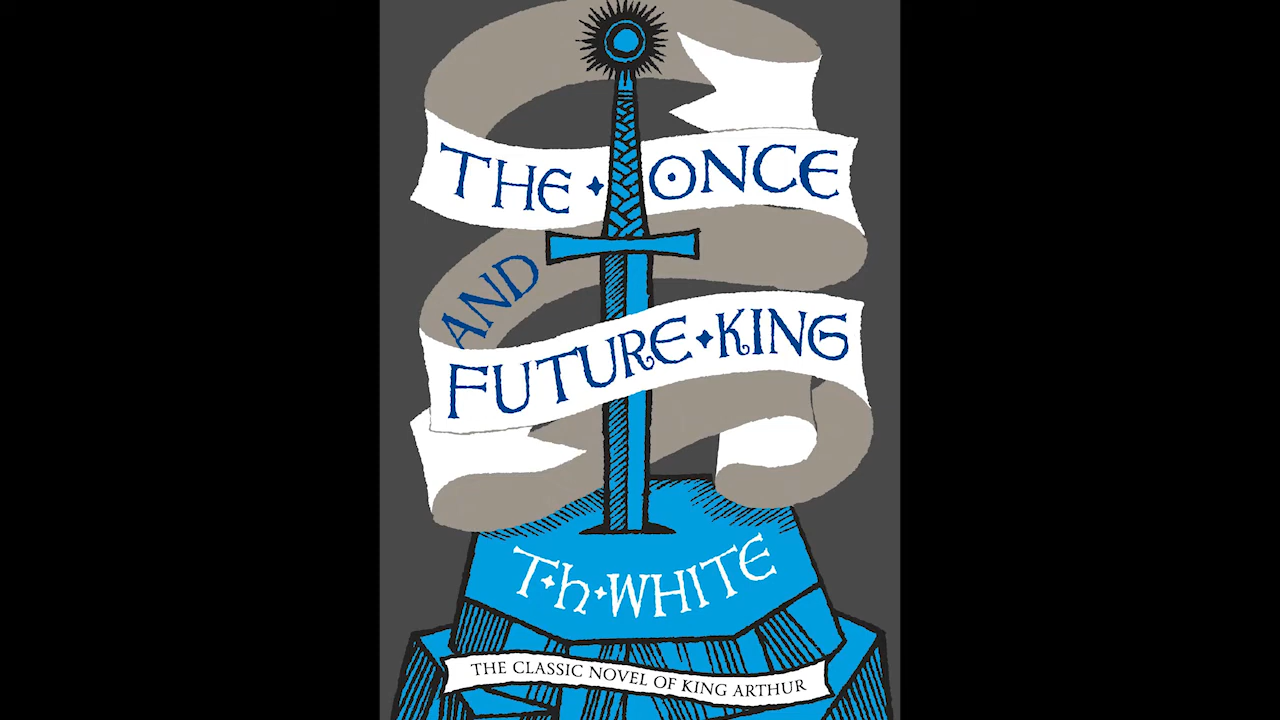 THE ✦ ONCE
AND
FUTURE ✦ KING
T ✦ h ✦ WHITE
THE CLASSIC NOVEL OF KING ARTHUR